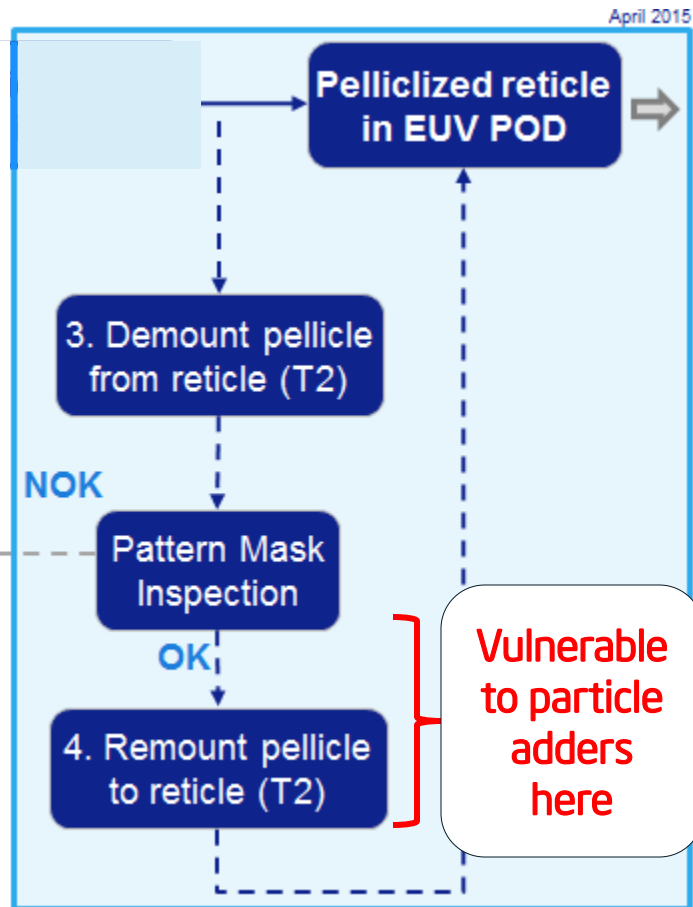 April 2015
Pelliclized reticle
in EUV POD
3. Demount pellicle
from reticle (T2)
NOK
Pattern Mask
Inspection
OK
4. Remount pellicle
to reticle (T2)
Vulnerable
to particle
adders
here